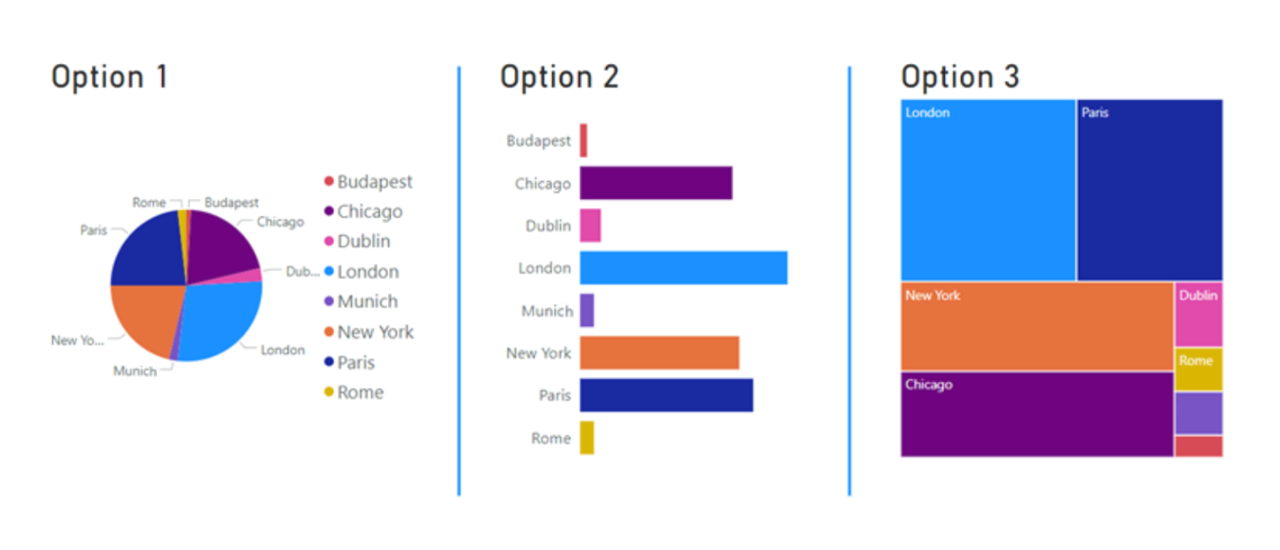 Option 1
Rome
Budapest
Paris
Chicago
Dub...
New Yo...
London
Munich
Budapest
Chicago
Dublin
London
Munich
New York
Paris
Rome
Option 2
Budapest
Chicago
Dublin
London
Munich
New York
Paris
Rome
Option 3
London
Paris
New York
Dublin
Rome
Chicago